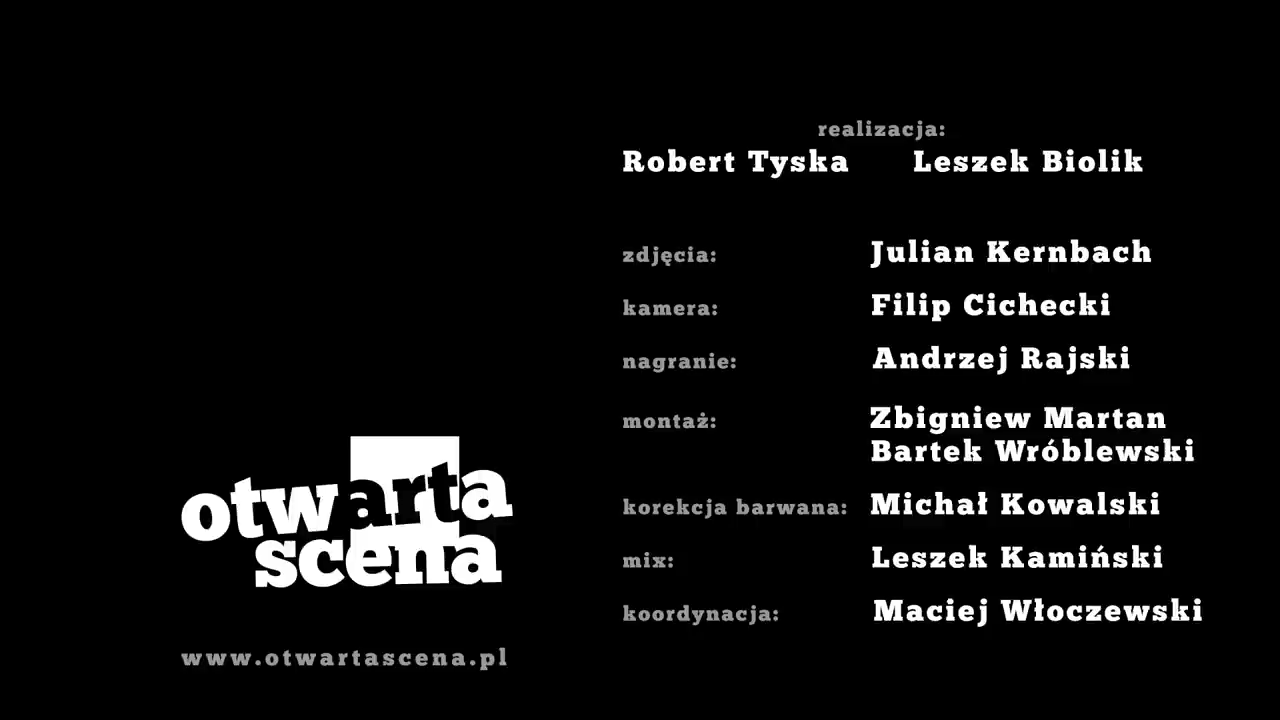 realizacja:
Robert Tyska Leszek Biolik
zdjęcia: Julian Kernbach
kamera: Filip Cichecki
nagranie: Andrzej Rajski
montaż: Zbigniew Martan
Bartek Wróblewski
korekcja barwana: Michał Kowalski
mix: Leszek Kamiński
koordynacja: Maciej Włoczewski
otwarta
scena
www.otwartascena.pl